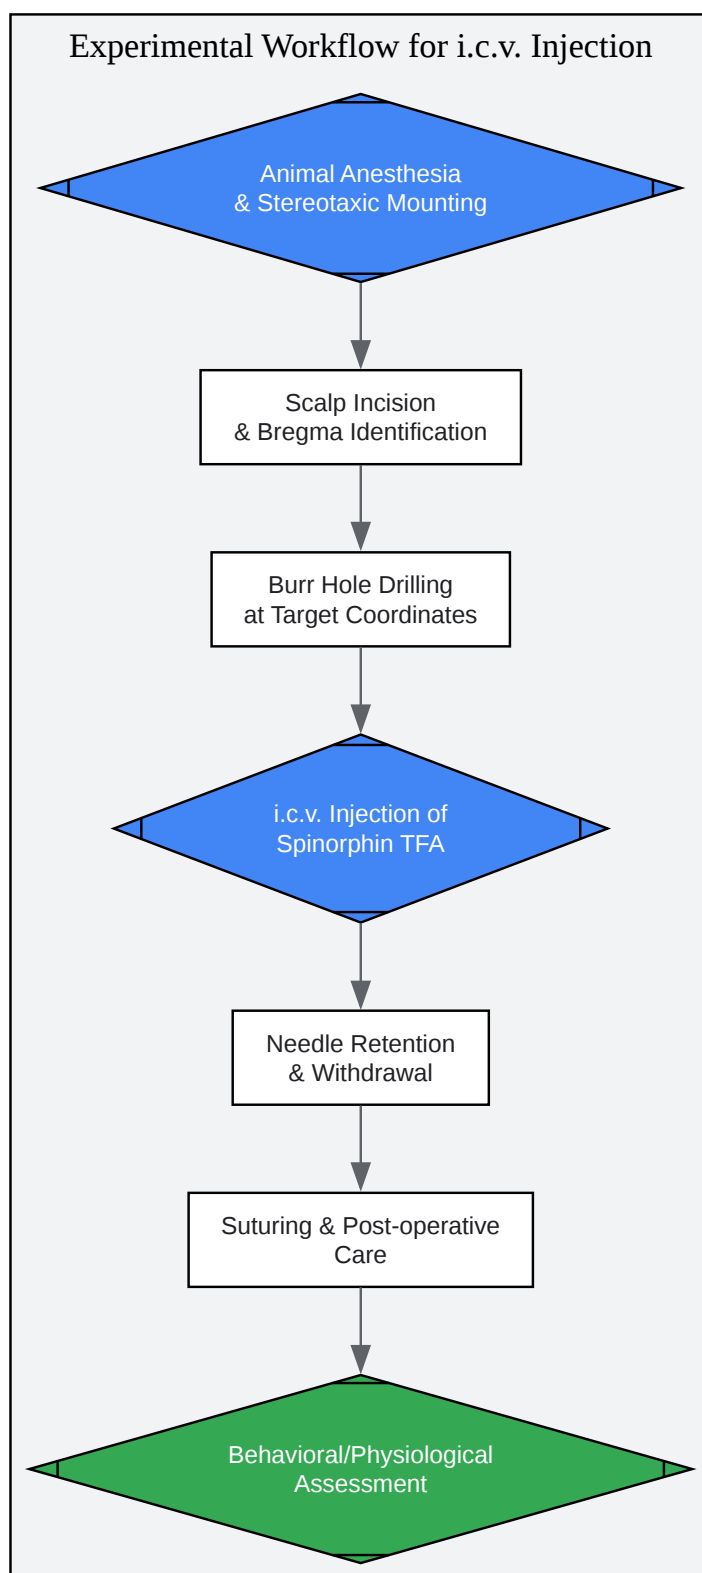 Experimental Workflow for i.c.v. Injection
Animal Anesthesia
& Stereotaxic Mounting
Scalp Incision
& Bregma Identification
Burr Hole Drilling
at Target Coordinates
i.c.v. Injection of
Spinorphin TFA
Needle Retention
& Withdrawal
Suturing & Post-operative
Care
Behavioral/Physiological
Assessment